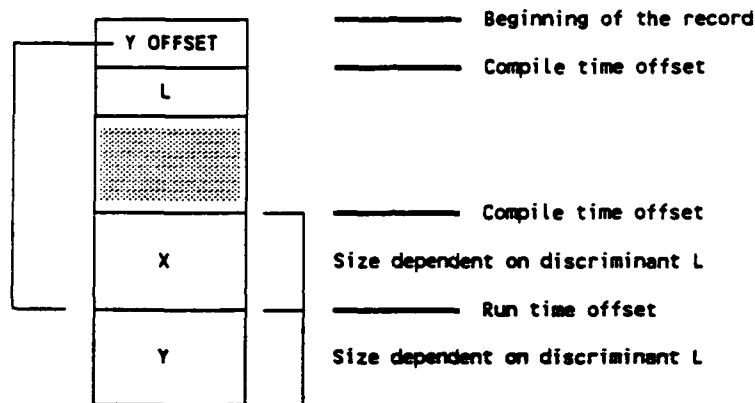 Beginning of the record
Y OFFSET
Compile time offset
L
Compile time offset
X
Size dependent on discriminant L
Run time offset
Y
Size dependent on discriminant L